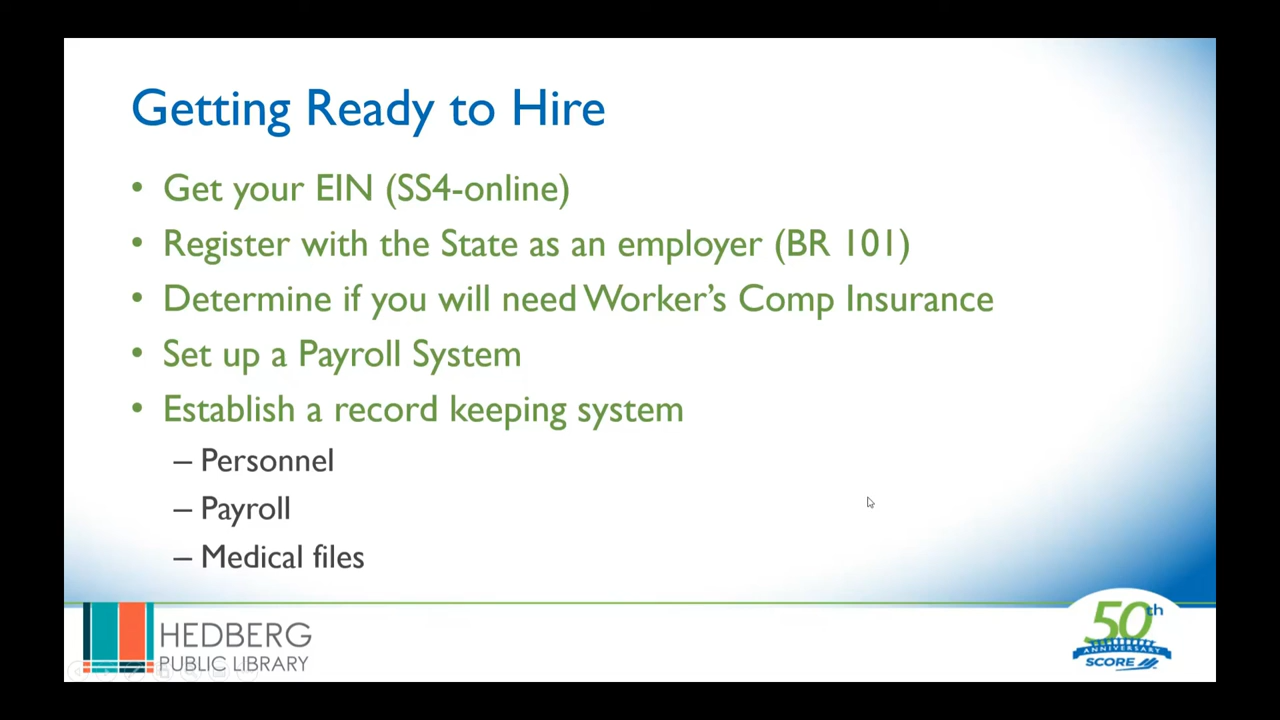 Getting Ready to Hire
• Get your EIN (SS4-online)
• Register with the State as an employer (BR 101)
• Determine if you will need Worker's Comp Insurance
• Set up a Payroll System
• Establish a record keeping system
– Personnel
– Payroll
– Medical files
HEDBERG
PUBLIC LIBRARY
50th
ANNIVERSARY
SCORE